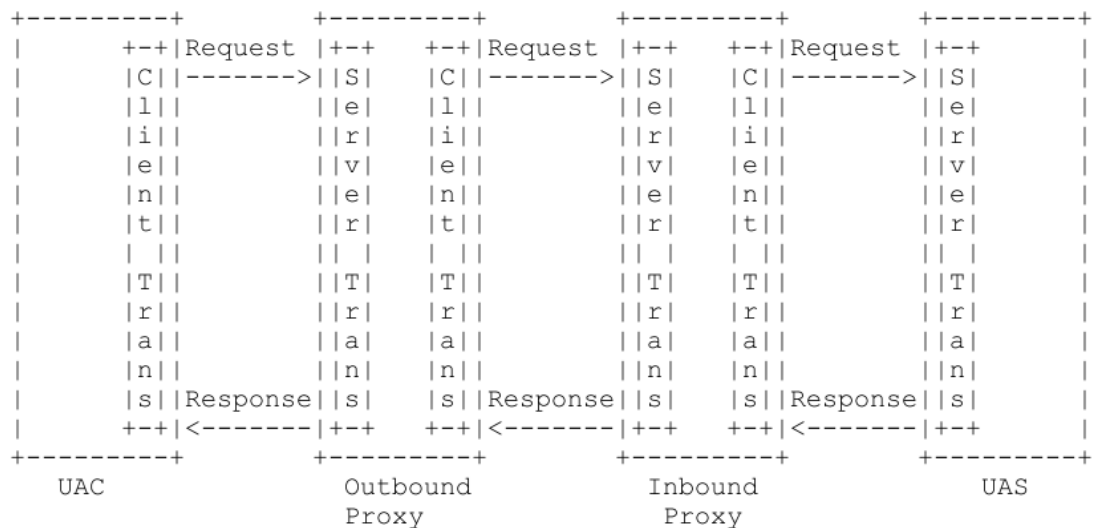 +---------+        +---------+        +---------+        +---------+
|      +-+|Request |+-+   +-+|Request |+-+   +-+|Request |+-+      |
|      |C||------->||S|   |C||------->||S|   |C||------->||S|      |
|      |l||        ||e|   |l||        ||e|   |l||        ||e|      |
|      |i||        ||r|   |i||        ||r|   |i||        ||r|      |
|      |e||        ||v|   |e||        ||v|   |e||        ||v|      |
|      |n||        ||e|   |n||        ||e|   |n||        ||e|      |
|      |t||        ||r|   |t||        ||r|   |t||        ||r|      |
|      | ||        || |   | ||        || |   | ||        || |      |
|      |T||        ||T|   |T||        ||T|   |T||        ||T|      |
|      |r||        ||r|   |r||        ||r|   |r||        ||r|      |
|      |a||        ||a|   |a||        ||a|   |a||        ||a|      |
|      |n||        ||n|   |n||        ||n|   |n||        ||n|      |
|      |s||Response||s|   |s||Response||s|   |s||Response||s|      |
|      +-+|<-------|+-+   +-+|<-------|+-+   +-+|<-------|+-+      |
+---------+        +---------+        +---------+        +---------+
   UAC               Outbound           Inbound              UAS
                     Proxy               Proxy